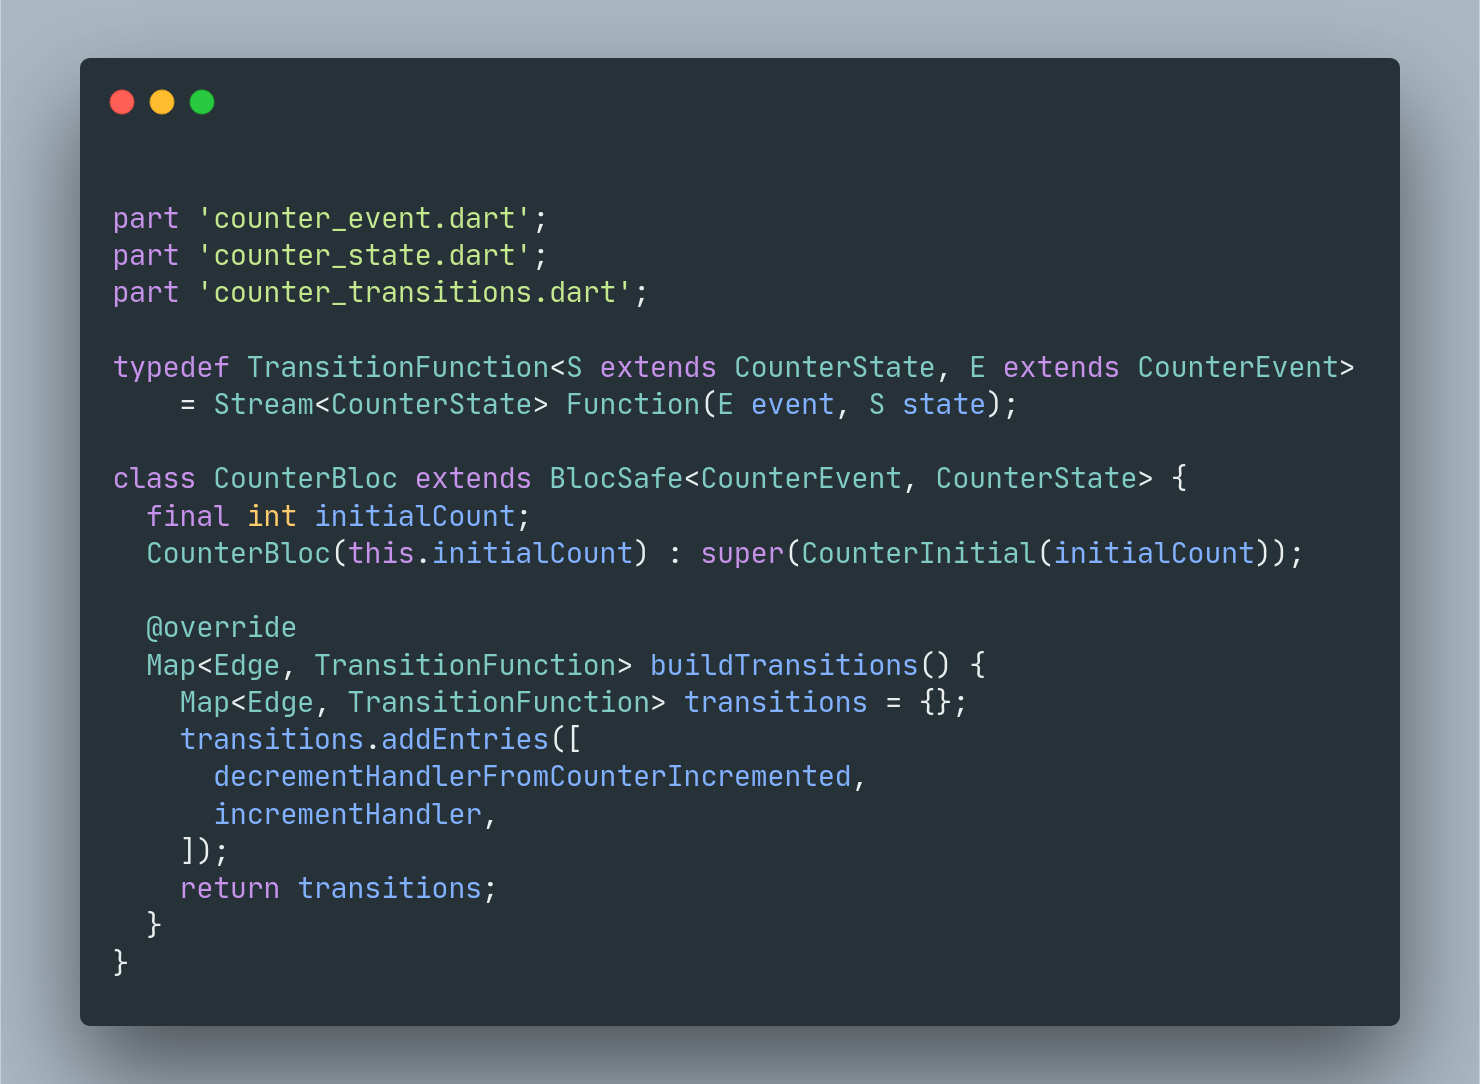 part 'counter_event.dart';
part 'counter_state.dart';
part 'counter_transitions.dart';

typedef TransitionFunction<S extends CounterState, E extends CounterEvent>
    = Stream<CounterState> Function(E event, S state);

class CounterBloc extends BlocSafe<CounterEvent, CounterState> {
  final int initialCount;
  CounterBloc(this.initialCount) : super(CounterInitial(initialCount));

  @override
  Map<Edge, TransitionFunction> buildTransitions() {
    Map<Edge, TransitionFunction> transitions = {};
    transitions.addEntries([
      decrementHandlerFromCounterIncremented,
      incrementHandler,
    ]);
    return transitions;
  }
}